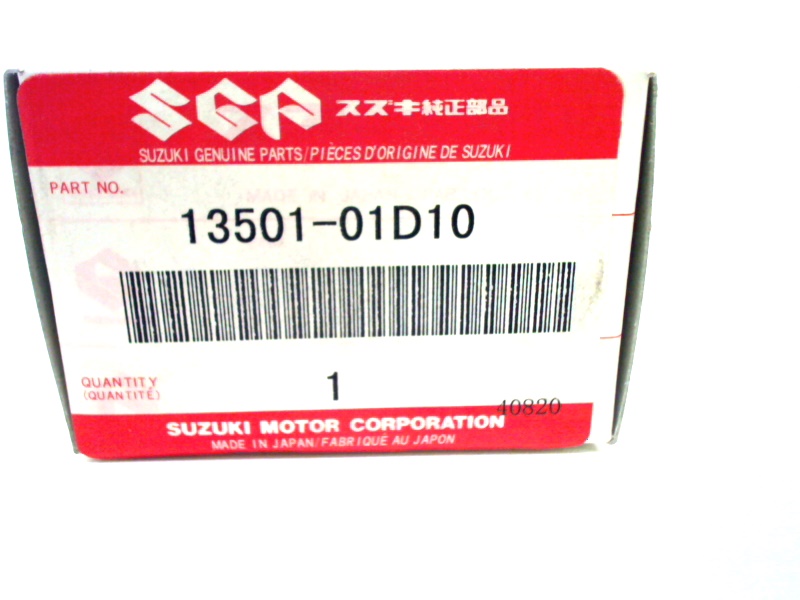 SGP スズキ純正部品
SUZUKI GENUINE PARTS/PIÈCES D'ORIGINE DE SUZUKI
PART NO.
13501-01D10
QUANTITY
(QUANTITÉ)
1
40820
SUZUKI MOTOR CORPORATION
MADE IN JAPAN/FABRIQUÉ AU JAPON